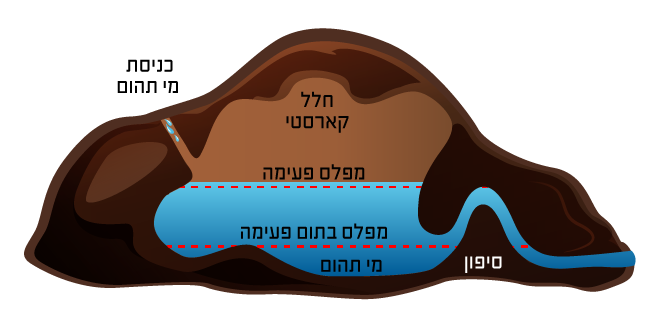 כניסת
מי תהום
חלל
קארסטי
מפלס פעימה
מפלס בתום פעימה
מי תהום
סיפון